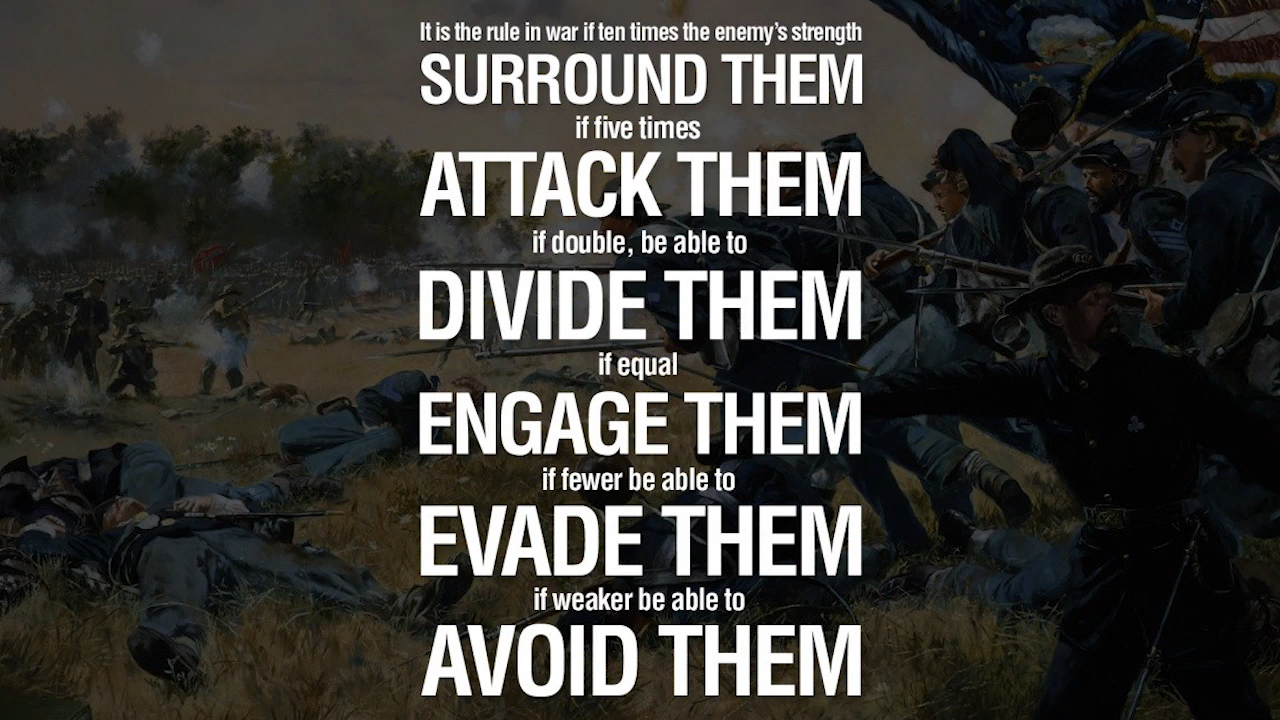 It is the rule in war if ten times the enemy’s strength
SURROUND THEM
if five times
ATTACK THEM
if double, be able to
DIVIDE THEM
if equal
ENGAGE THEM
if fewer be able to
EVADE THEM
if weaker be able to
AVOID THEM